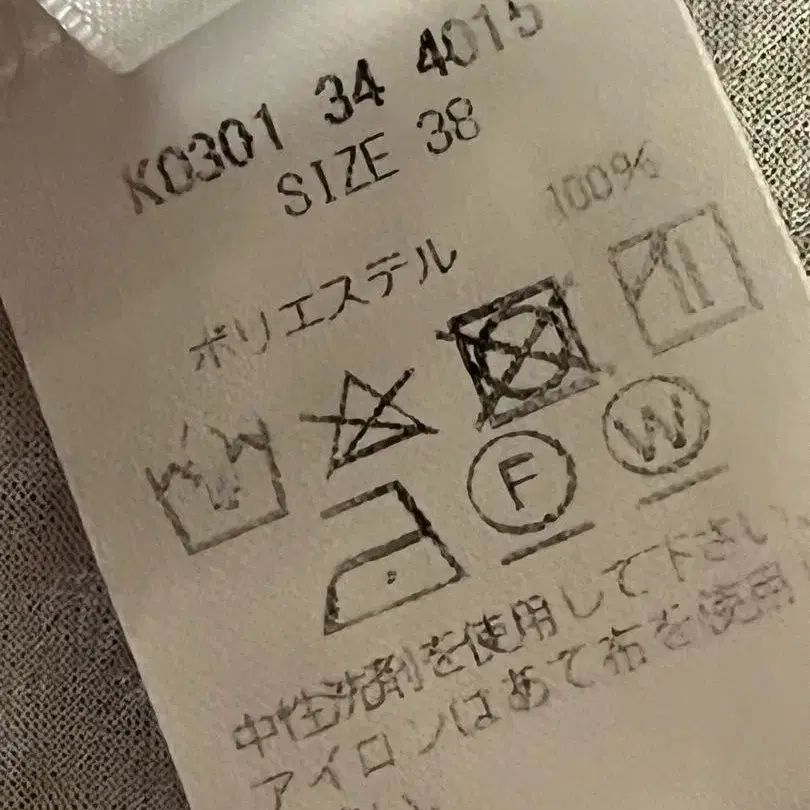 K0301 34 4015
SIZE 38
ポリエステル 100%
F W
中性洗剤を使用して下さい。
アイロンはあて布を使用